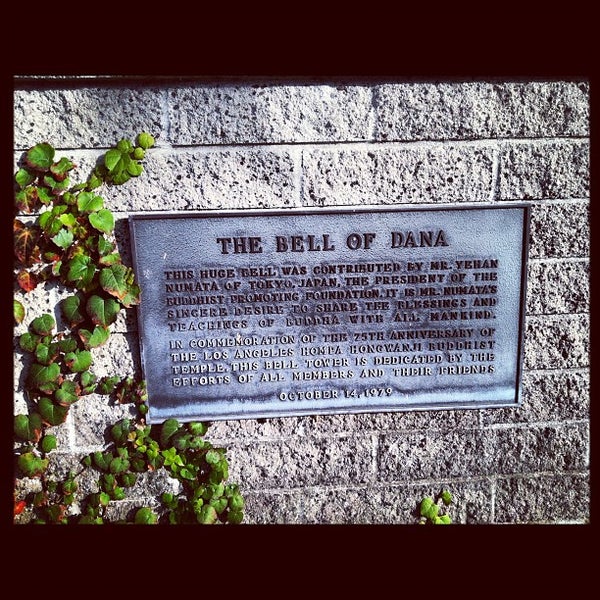 THE BELL OF DANA
THIS HUGE BELL WAS CONTRIBUTED BY MR. YEHAN
NUMATA OF TOKYO, JAPAN, THE PRESIDENT OF THE
BUDDHIST PROMOTING FOUNDATION. IT IS MR. NUMATA'S
SINCERE DESIRE TO SHARE THE BLESSINGS AND
TEACHINGS OF BUDDHA WITH ALL MANKIND.
IN COMMEMORATION OF THE 75TH ANNIVERSARY OF
THE LOS ANGELES HOMPA HONGWANJI BUDDHIST
TEMPLE, THIS BELL TOWER IS DEDICATED BY THE
EFFORTS OF ALL MEMBERS AND THEIR FRIENDS
OCTOBER 14, 1979